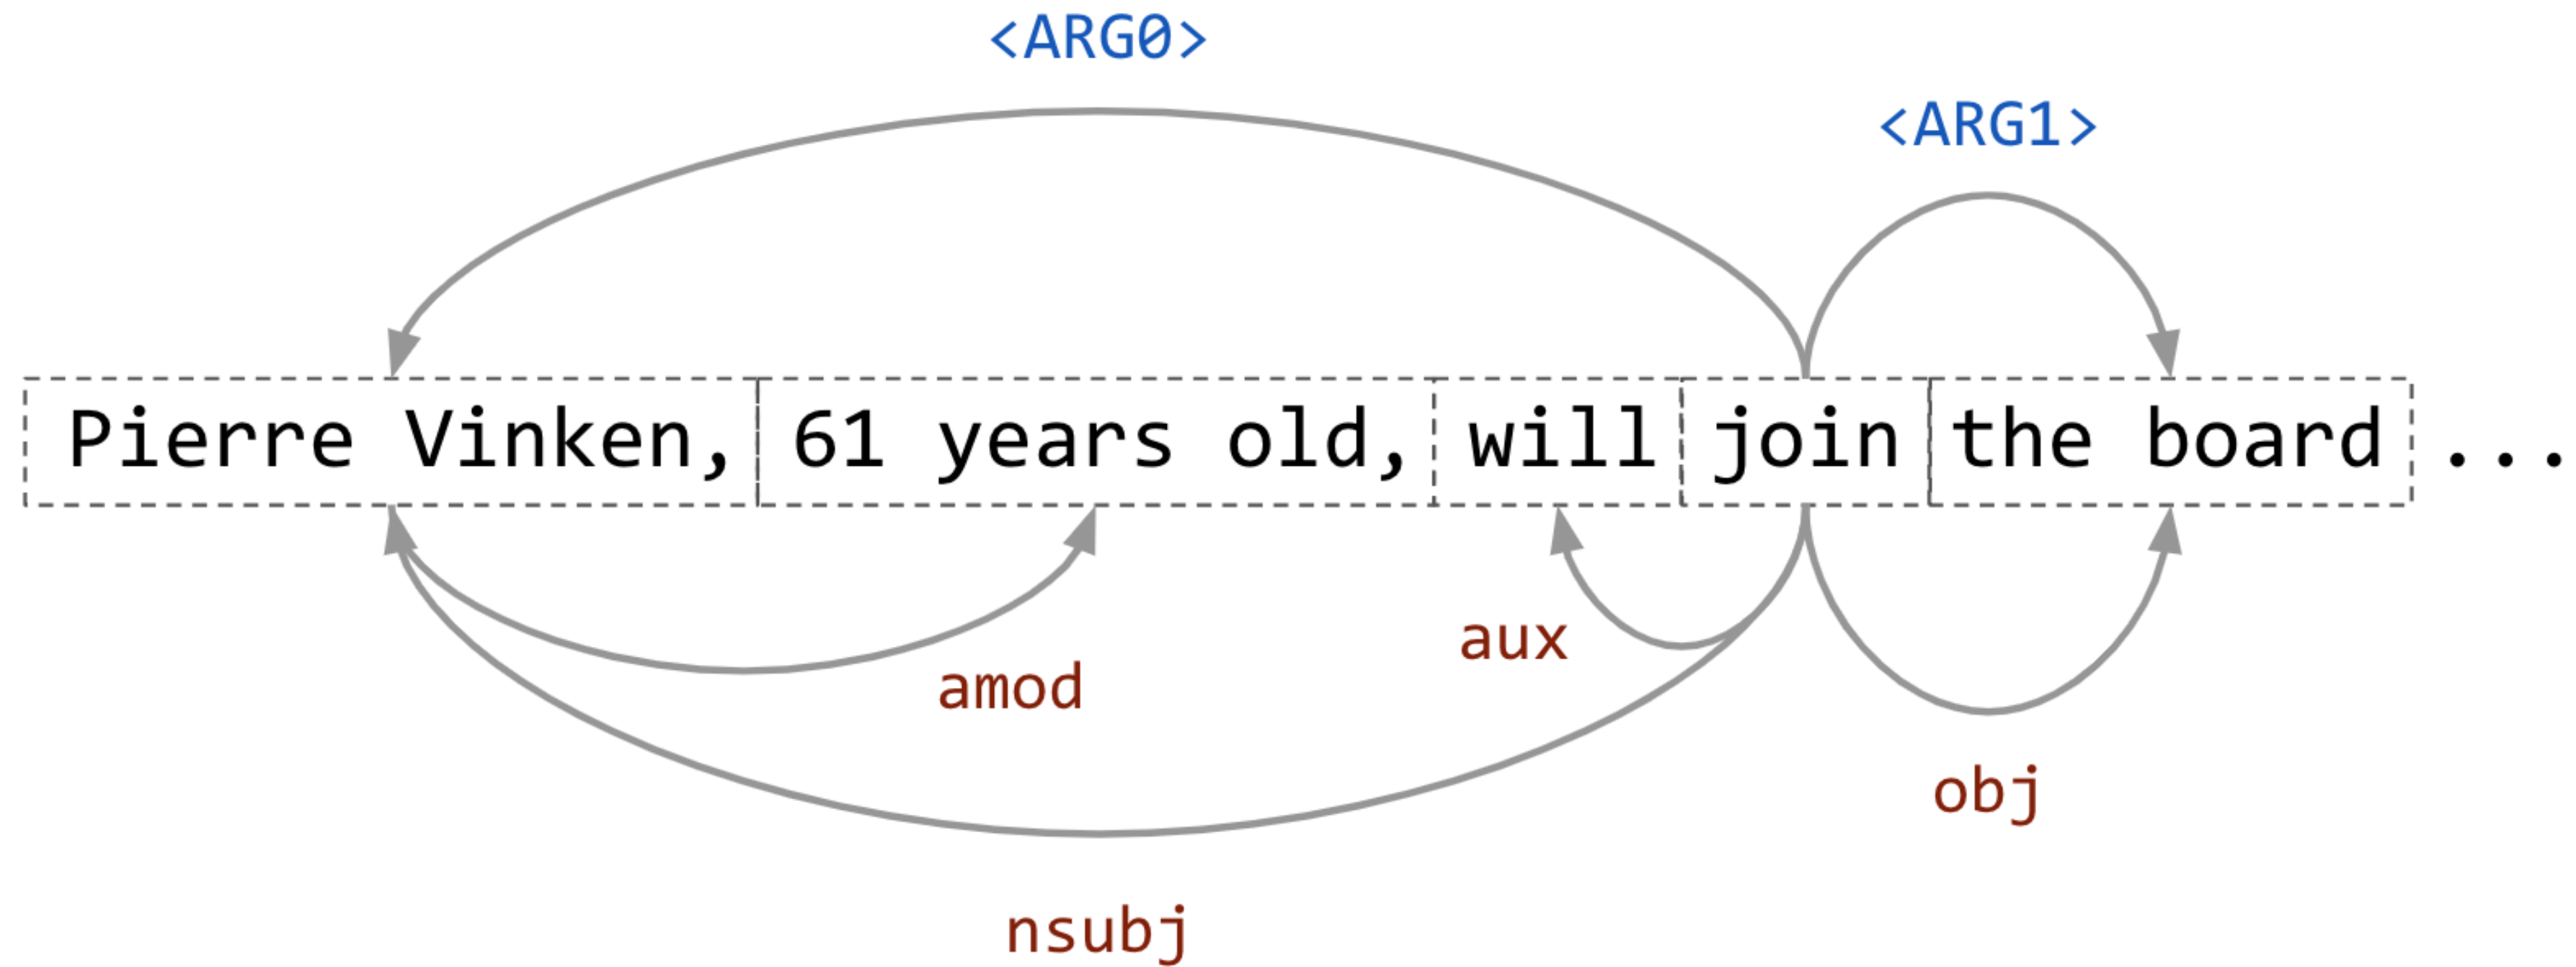 <ARG0>
<ARG1>
Pierre Vinken, 61 years old, will join the board ...
aux
amod
obj
nsubj